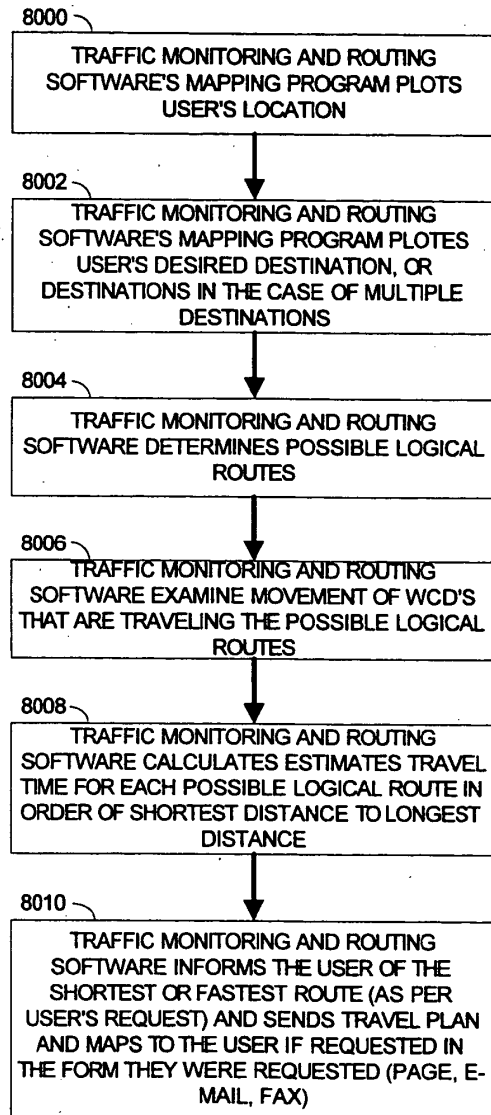 8000
TRAFFIC MONITORING AND ROUTING
SOFTWARE'S MAPPING PROGRAM PLOTS
USER'S LOCATION
8002
TRAFFIC MONITORING AND ROUTING
SOFTWARE'S MAPPING PROGRAM PLOTES
USER'S DESIRED DESTINATION, OR
DESTINATIONS IN THE CASE OF MULTIPLE
DESTINATIONS
8004
TRAFFIC MONITORING AND ROUTING
SOFTWARE DETERMINES POSSIBLE LOGICAL
ROUTES
8006
TRAFFIC MONITORING AND ROUTING
SOFTWARE EXAMINE MOVEMENT OF WCD'S
THAT ARE TRAVELING THE POSSIBLE LOGICAL
ROUTES
8008
TRAFFIC MONITORING AND ROUTING
SOFTWARE CALCULATES ESTIMATES TRAVEL
TIME FOR EACH POSSIBLE LOGICAL ROUTE IN
ORDER OF SHORTEST DISTANCE TO LONGEST
DISTANCE
8010
TRAFFIC MONITORING AND ROUTING
SOFTWARE INFORMS THE USER OF THE
SHORTEST OR FASTEST ROUTE (AS PER
USER'S REQUEST) AND SENDS TRAVEL PLAN
AND MAPS TO THE USER IF REQUESTED IN
THE FORM THEY WERE REQUESTED (PAGE, E-
MAIL, FAX)